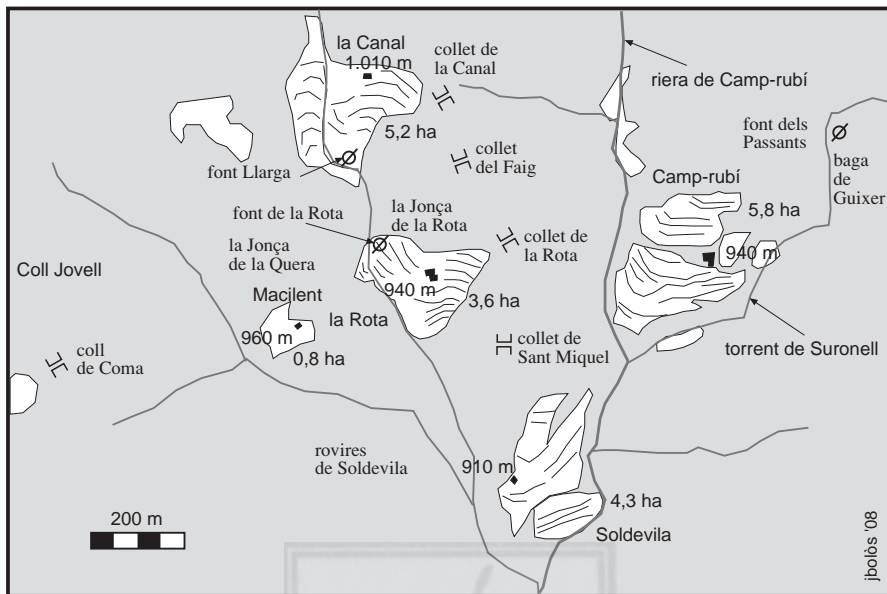 la Canal
1.010 m
collet de
la Canal
riera de Camp-rubí
5,2 ha
font dels
Passants
collet
del Faig
font Llarga
baga
de
Guixer
Camp-rubí
5,8 ha
font de la Rota
la Jonça
de la Rota
collet de
la Rota
la Jonça
de la Quera
940 m
Coll Jovell
940 m
3,6 ha
Macilent
la Rota
960 m
0,8 ha
collet de
Sant Miquel
torrent de Suronell
coll
de Coma
rovires
de Soldevila
910 m
4,3 ha
Soldevila
200 m
jbolòs '08